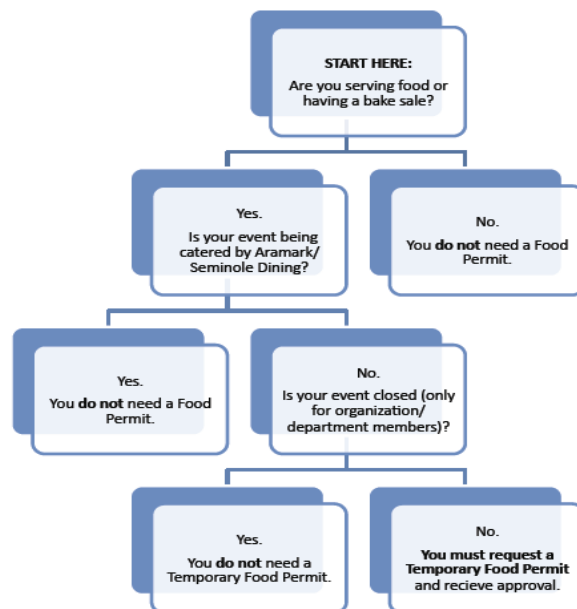 START HERE:
Are you serving food or
having a bake sale?
Yes.
Is your event being
catered by Aramark/
Seminole Dining?
No.
You do not need a Food
Permit.
Yes.
You do not need a Food
Permit.
No.
Is your event closed (only
for organization/
department members)?
Yes.
You do not need a
Temporary Food Permit.
No.
You must request a
Temporary Food Permit
and recieve approval.